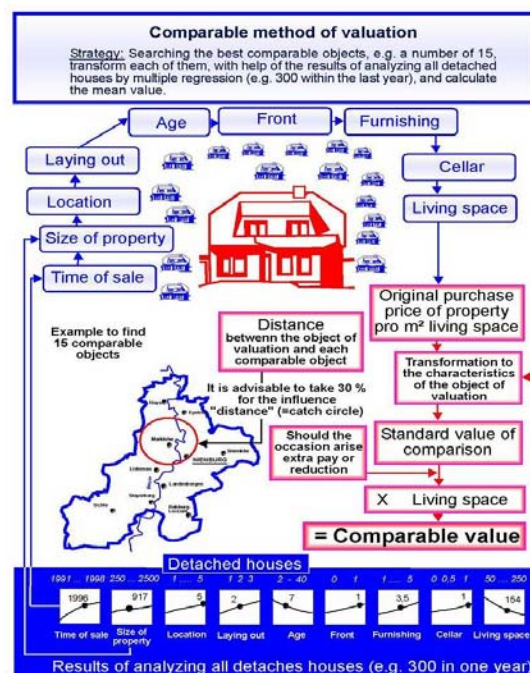 Comparable method of valuation
Strategy: Searching the best comparable objects, e.g. a number of 15,
transform each of them, with help of the results of analyzing all detached
houses by multiple regression (e.g. 300 within the last year), and calculate
the mean value.
Age
Front
Furnishing
Laying out
Cellar
Location
Living space
Size of property
Time of sale
Example to find
15 comparable
objects
Distance
betwenn the object of
valuation and each
comparable object
It is advisable to take 30 %
for the influence
"distance" (=catch circle)
Should the
occasion arise
extra pay or
reduction
Original purchase
price of property
pro m² living space
Transformation to
the characteristics
of the object of
valuation
Standard value of
comparison
X Living space
= Comparable value
NIENBURG
Detached houses
1991 ... 1998
250 ... 2500
1 ..... 5
1 2 3
2 - 40
0 1
1 ..... 5
0 0,5 1
50 ... 250
1996
917
5
2
7
1
3,5
1
154
Time of sale
Size of
property
Location
Laying out
Age
Front
Furnishing
Cellar
Living space
Results of analyzing all detaches houses (e.g. 300 in one year)